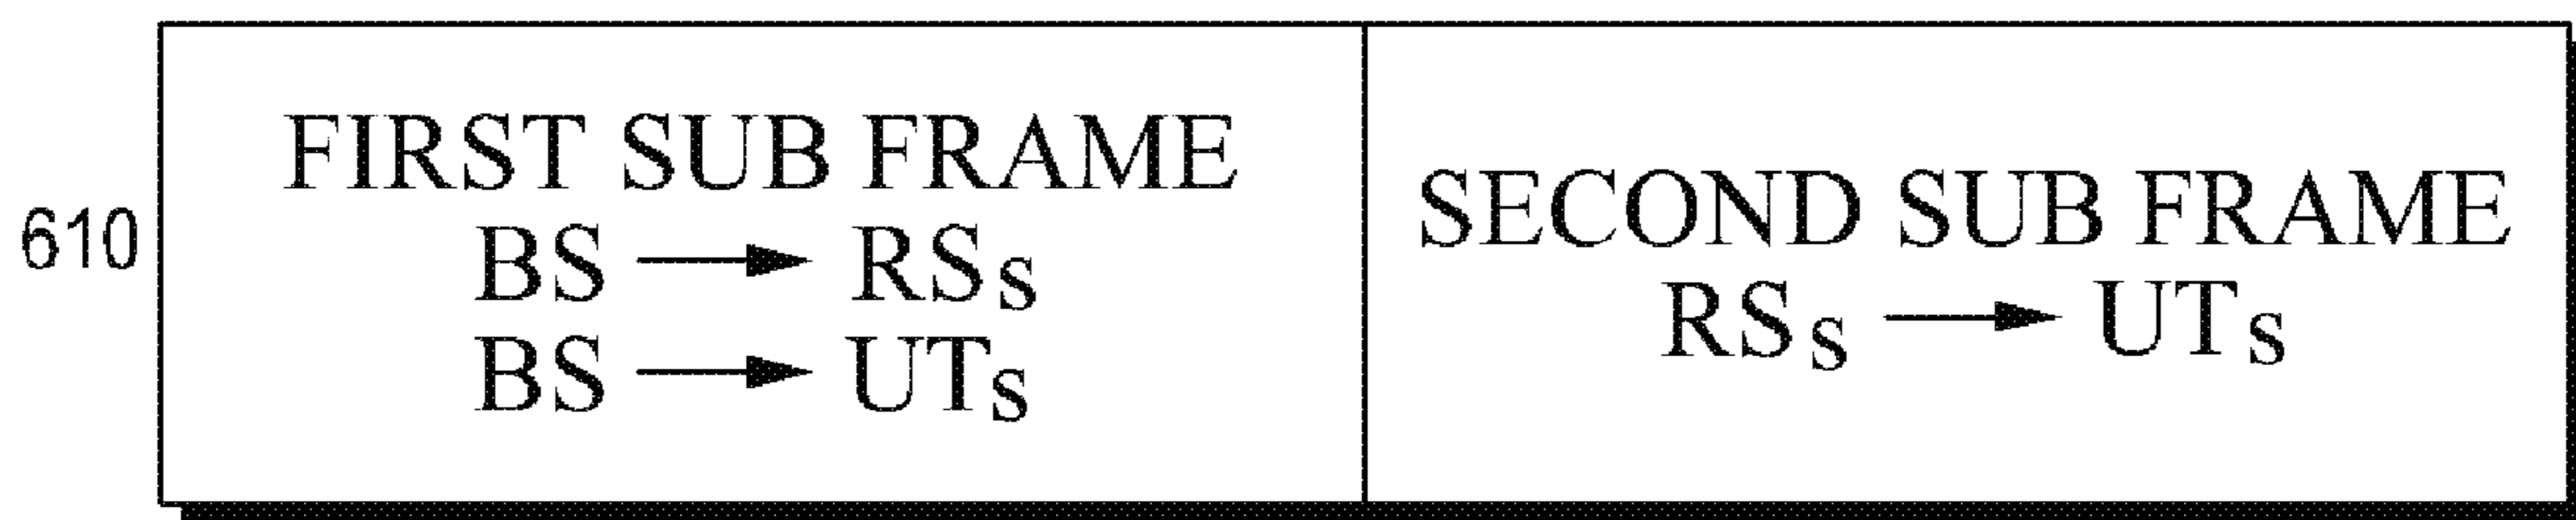 610
FIRST SUB FRAME
BS → RSs
BS → UTs
SECOND SUB FRAME
RSs → UTs